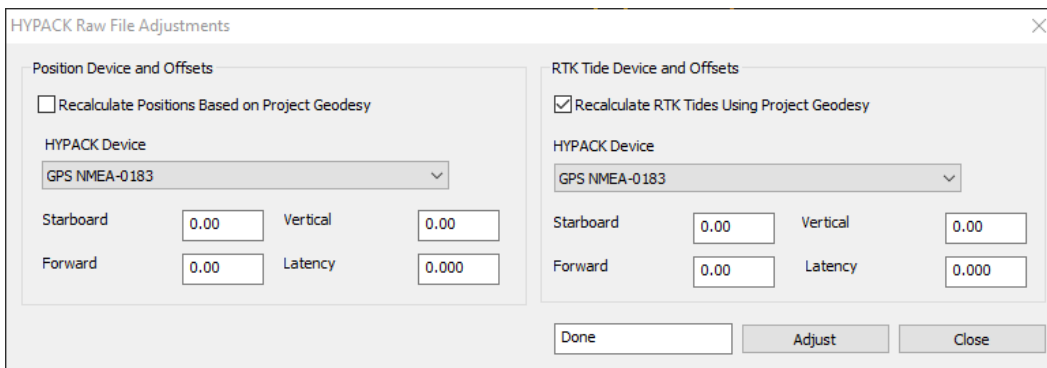 HYPACK Raw File Adjustments
Position Device and Offsets
Recalculate Positions Based on Project Geodesy
HYPACK Device
GPS NMEA-0183
Starboard 0.00 Vertical 0.00
Forward 0.00 Latency 0.000
RTK Tide Device and Offsets
Recalculate RTK Tides Using Project Geodesy
HYPACK Device
GPS NMEA-0183
Starboard 0.00 Vertical 0.00
Forward 0.00 Latency 0.000
Done Adjust Close